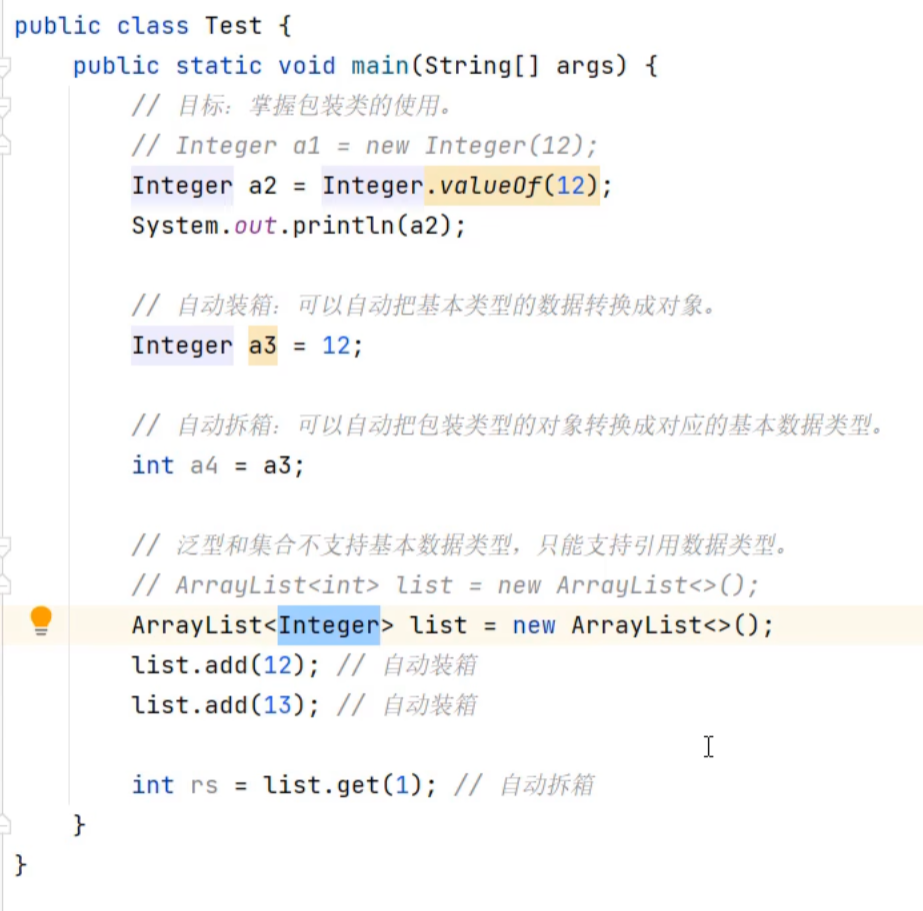 public class Test {
public static void main(String[] args) {
// 目标：掌握包装类的使用。
// Integer a1 = new Integer(12);
Integer a2 = Integer.valueOf(12);
System.out.println(a2);
// 自动装箱：可以自动把基本类型的数据转换成对象。
Integer a3 = 12;
// 自动拆箱：可以自动把包装类型的对象转换成对应的基本数据类型。
int a4 = a3;
// 泛型和集合不支持基本数据类型，只能支持引用数据类型。
// ArrayList<int> list = new ArrayList<>();
ArrayList<Integer> list = new ArrayList<>();
list.add(12); // 自动装箱
list.add(13); // 自动装箱
int rs = list.get(1); // 自动拆箱
}
}